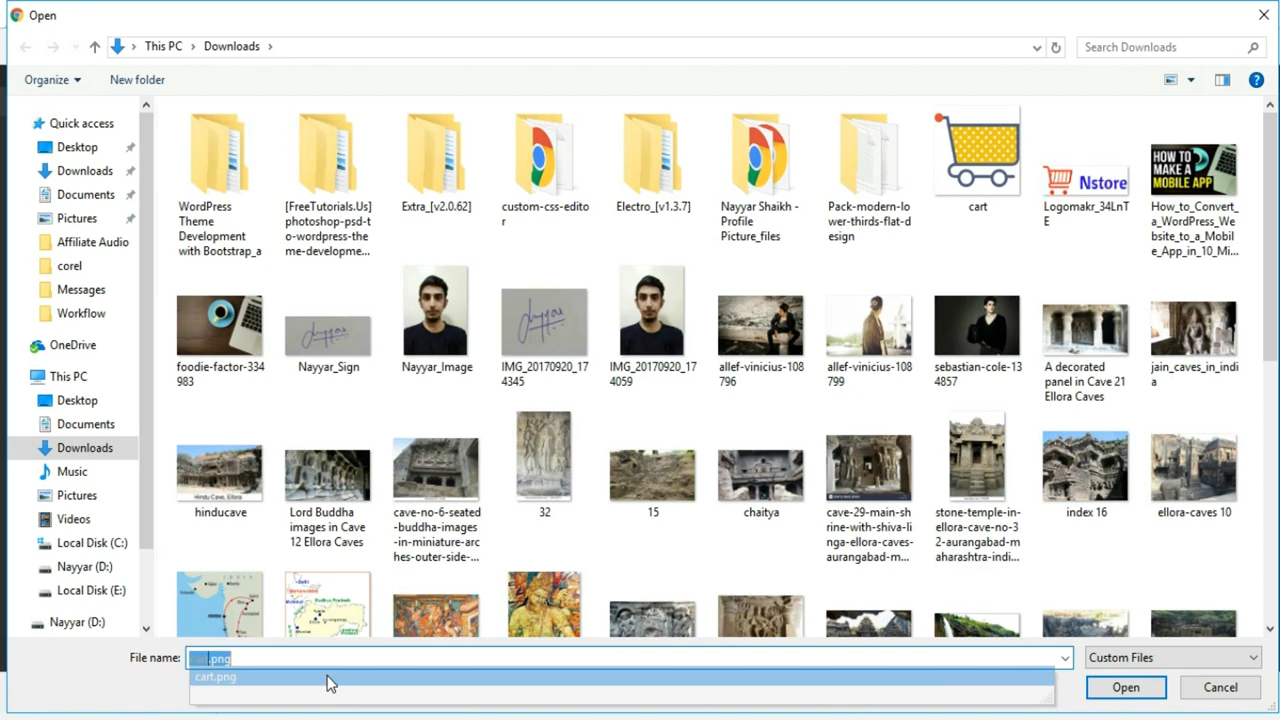 Open
This PC
Downloads
Search Downloads
Organize
New folder
Quick access
Desktop
Downloads
Documents
Pictures
Affiliate Audio
corel
Messages
Workflow
OneDrive
This PC
Desktop
Documents
Downloads
Music
Pictures
Videos
Local Disk (C:)
Nayyar (D:)
Local Disk (E:)
Nayyar (D:)
WordPress
Theme
Development
with Bootstrap_a
[FreeTutorials.Us]
photoshop-psd-t
o-wordpress-the
me-developme...
Extra_[v2.0.62]
custom-css-edito
r
Electro_[v1.3.7]
Nayyar Shaikh -
Profile
Picture_files
Pack-modern-lo
wer-thirds-flat-d
esign
cart
Nstore
Logomakr_34LnT
E
HOW TO
MAKE A
MOBILE APP
How_to_Convert_
a_WordPress_We
bsite_to_a_Mobil
e_App_in_10_Mi...
foodie-factor-334
983
Nayyar_Sign
Nayyar_Image
IMG_20170920_17
4345
IMG_20170920_17
4059
allef-vinicius-108
796
allef-vinicius-108
799
sebastian-cole-13
4857
A decorated
panel in Cave 21
Ellora Caves
jain_caves_in_indi
a
Hindu Cave, Ellora
hinducave
Lord Buddha
images in Cave
12 Ellora Caves
cave-no-6-seated
-buddha-images
-in-miniature-arc
hes-outer-side-...
32
15
chaitya
cave-29-main-sh
rine-with-shiva-li
nga-ellora-caves-
aurangabad-m...
stone-temple-in-
ellora-cave-no-3
2-aurangabad-m
aharashtra-indi...
index 16
ellora-caves 10
File name:
cart.png
Custom Files
cart.png
Open
Cancel